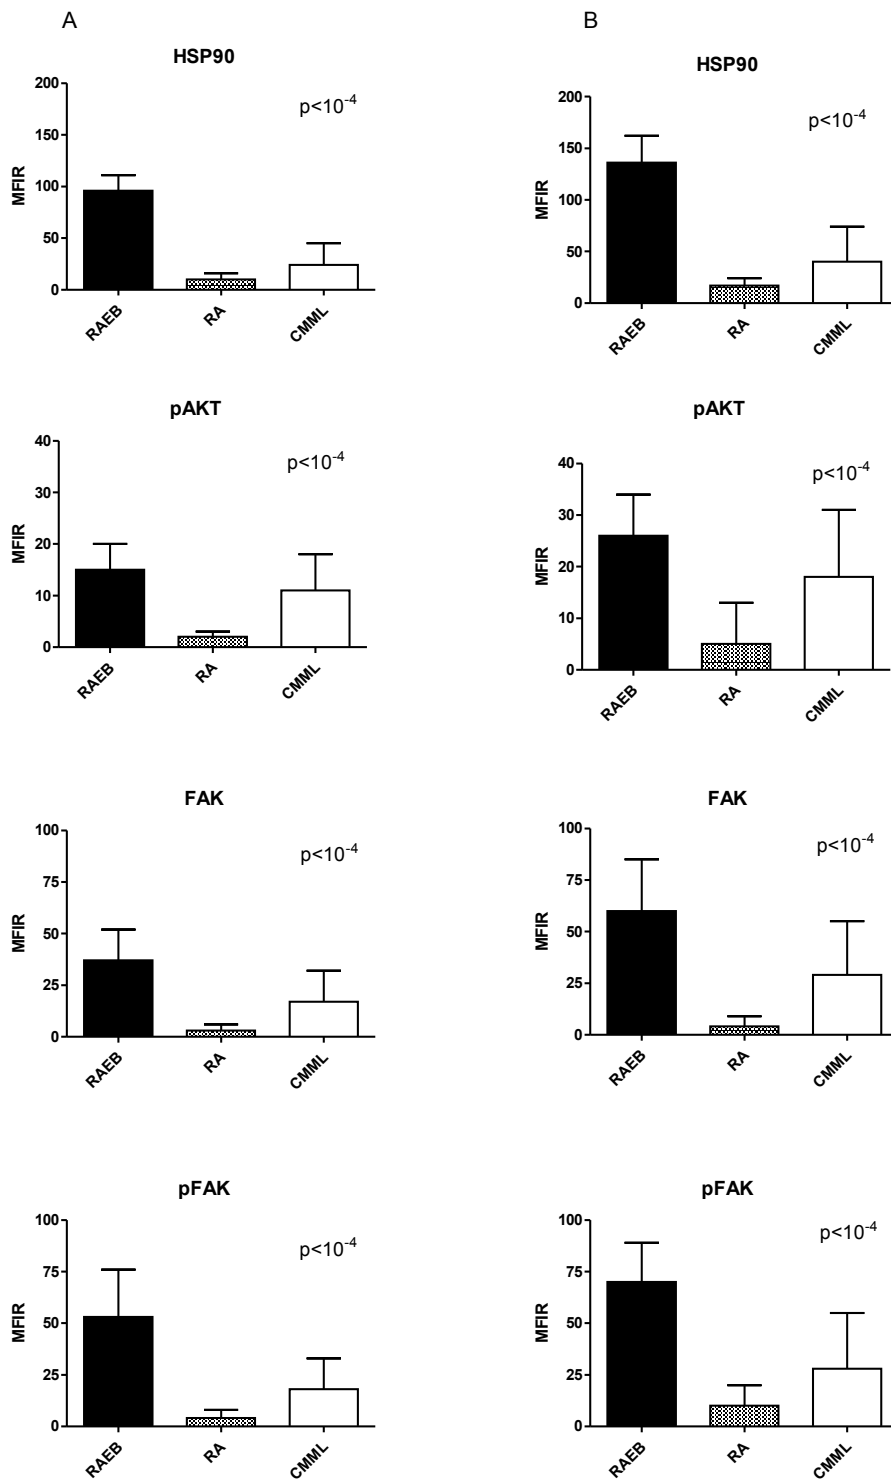 A
HSP90
p<10⁻⁴
200
150
100
50
0
MFIR
RAEB
RA
CMML
pAKT
p<10⁻⁴
40
30
20
10
0
MFIR
RAEB
RA
CMML
FAK
p<10⁻⁴
100
75
50
25
0
MFIR
RAEB
RA
CMML
pFAK
p<10⁻⁴
100
75
50
25
0
MFIR
RAEB
RA
CMML
B
HSP90
p<10⁻⁴
200
150
100
50
0
MFIR
RAEB
RA
CMML
pAKT
p<10⁻⁴
40
30
20
10
0
MFIR
RAEB
RA
CMML
FAK
p<10⁻⁴
100
75
50
25
0
MFIR
RAEB
RA
CMML
pFAK
p<10⁻⁴
100
75
50
25
0
MFIR
RAEB
RA
CMML